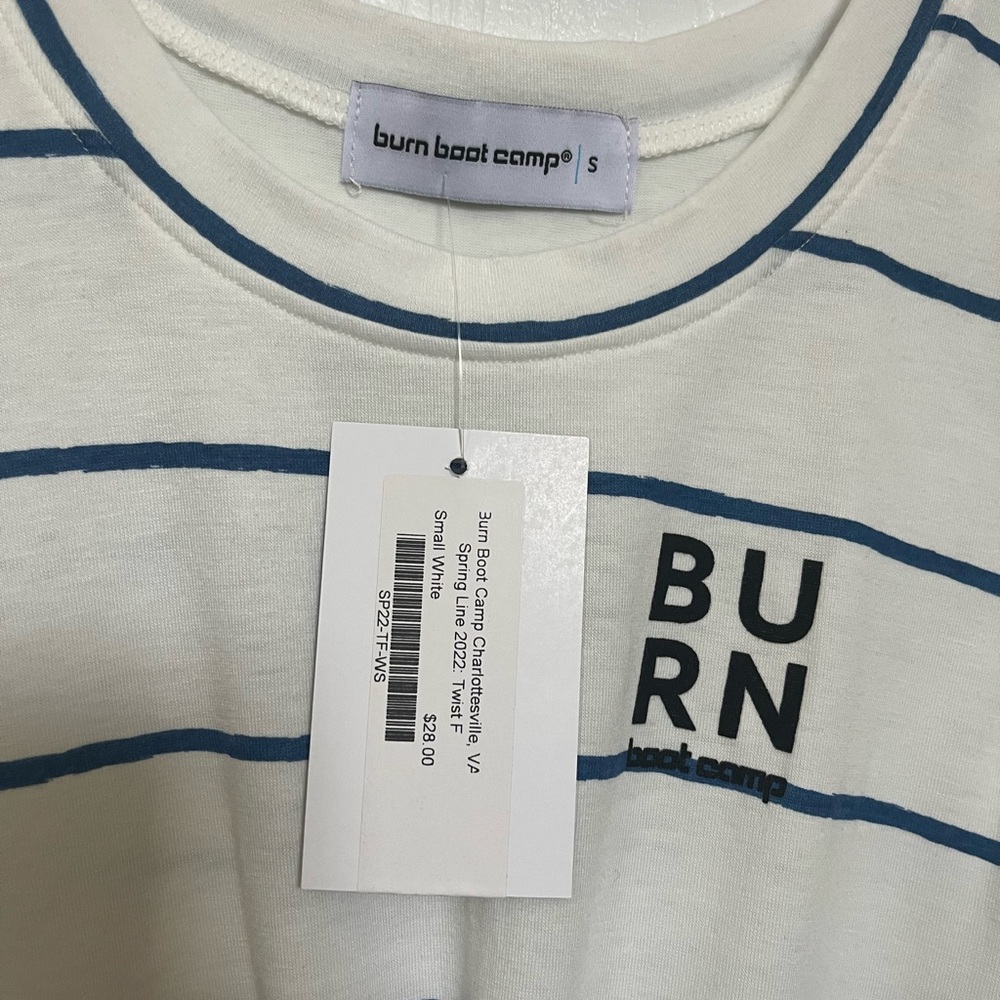 burn boot camp® | S
Burn Boot Camp Charlottesville, VA
Spring Line 2022: Twist F
Small White
$28.00
SP22-TF-WS
BU
RN
boot camp